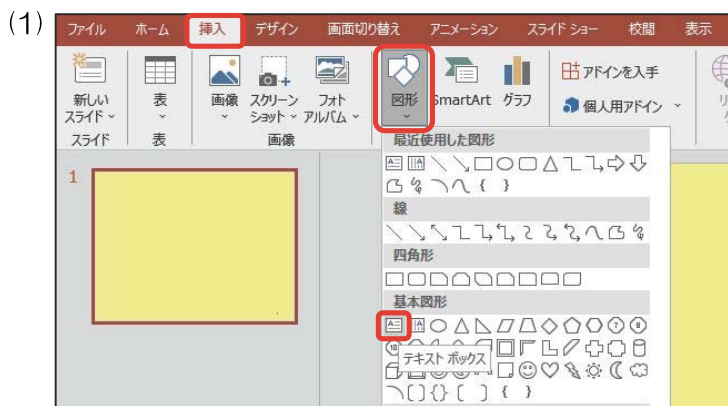 (1)
ファイル ホーム 挿入 デザイン 画面切り替え アニメーション スライド ショー 校閲 表示
新しい スライド 表 画像 スクリーン ショット フォト アルバム 図形 SmartArt グラフ アドインを入手 個人用アドイン
スライド 表 画像
最近使用した図形
線
四角形
基本図形
テキスト ボックス
1